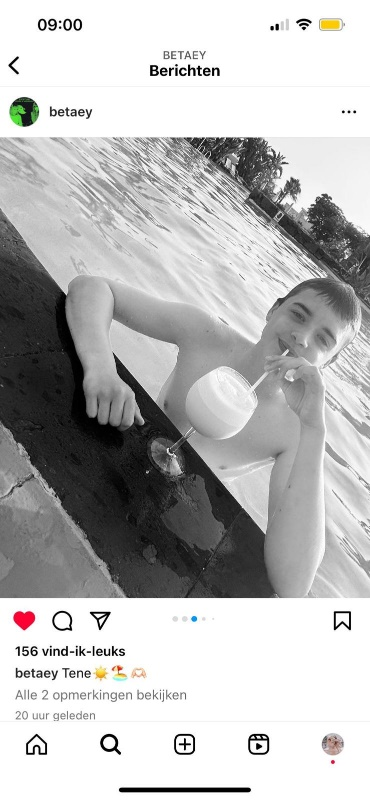 09:00
BETAEY
Berichten
betaey
156 vind-ik-leuks
betaey Tene☀️🏖️🫶🏻
Alle 2 opmerkingen bekijken
20 uur geleden